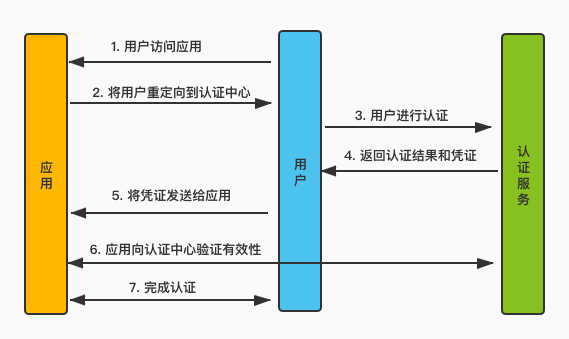 1. 用户访问应用
2. 将用户重定向到认证中心
3. 用户进行认证
4. 返回认证结果和凭证
应用
用户
认证服务
5. 将凭证发送给应用
6. 应用向认证中心验证有效性
7. 完成认证